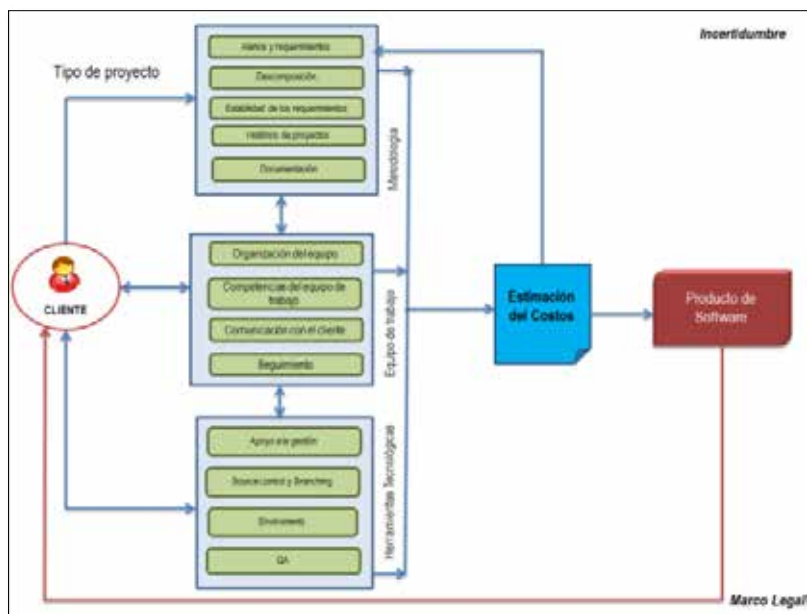 Incertidumbre
Tipo de proyecto
Alance y requerimientos
Descomposición
Estabilidad de los requerimientos
Histórico de proyectos
Documentación
Metodología
CLIENTE
Organización del equipo
Competencias del equipo de
trabajo
Comunicación con el cliente
Seguimiento
Equipo de trabajo
Estimación
del Costos
Producto de
Software
Apoyo a la gestión
Source control y Branching
QA
Herramientas Tecnológicas
Marco Legal